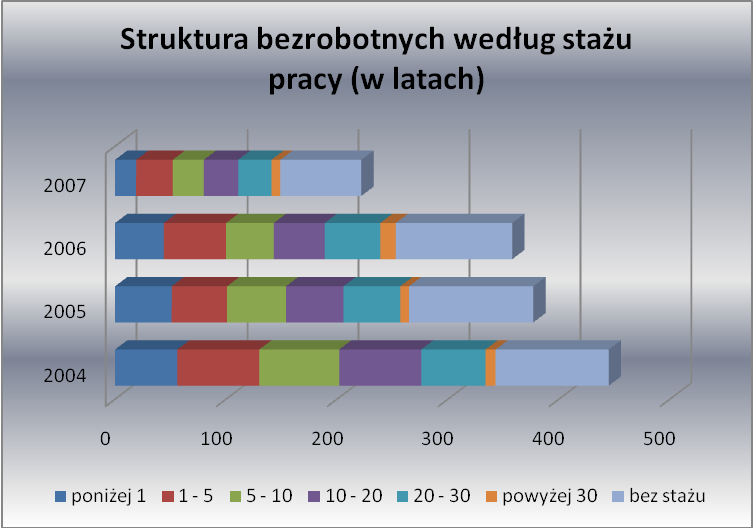 Struktura bezrobotnych według stażu
pracy (w latach)
2007
2006
2005
2004
0 100 200 300 400 500
poniżej 1 1 - 5 5 - 10 10 - 20 20 - 30 powyżej 30 bez stażu